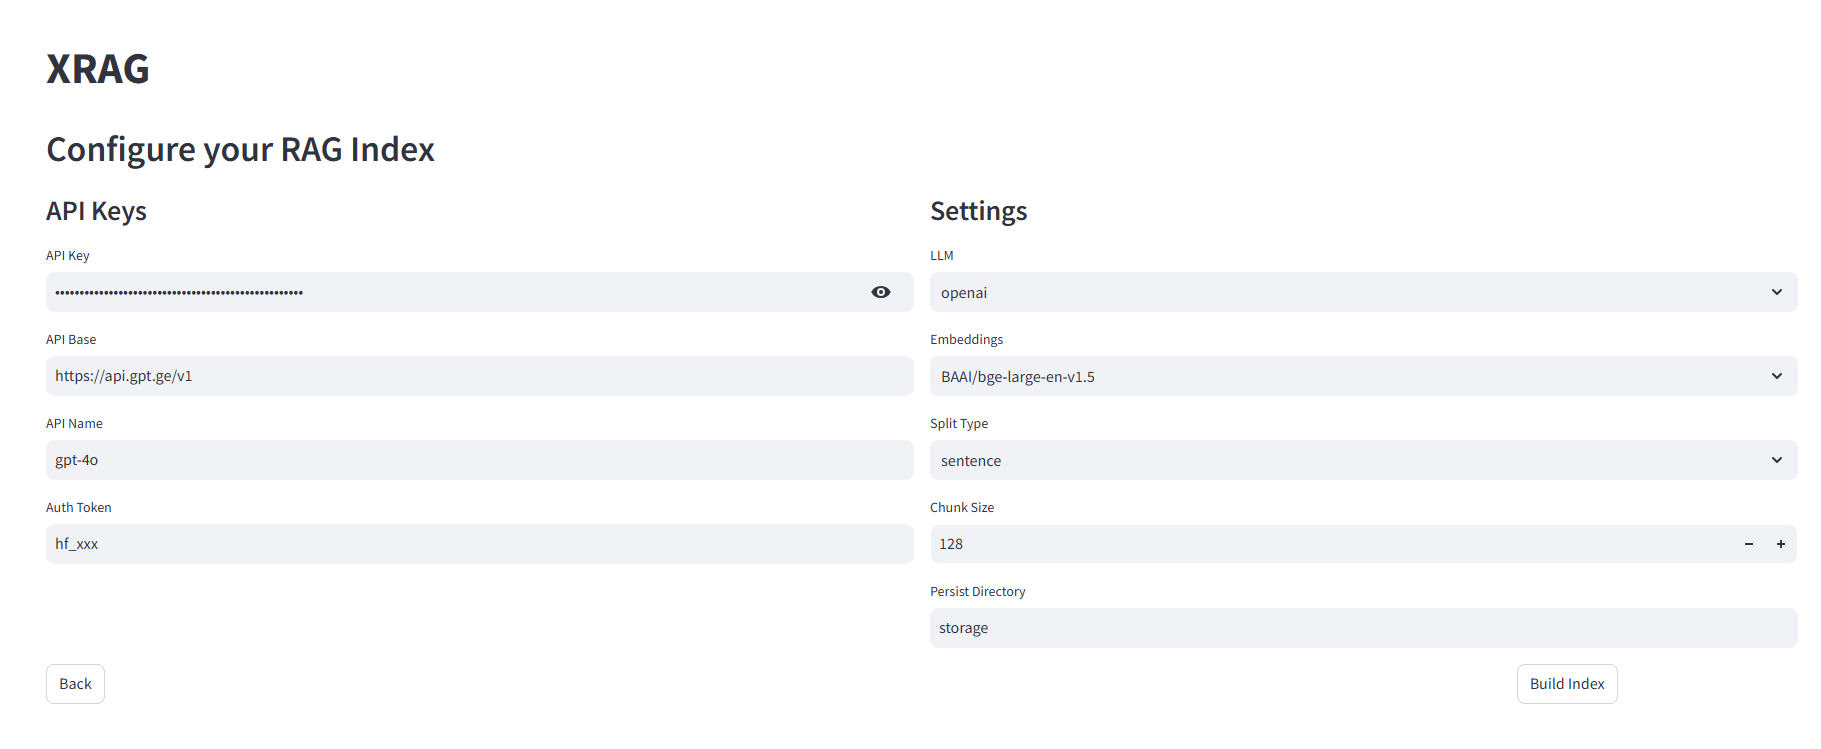 XRAG
Configure your RAG Index
API Keys
API Key
••••••••••••••••••••••••••••••••••••••••••••••••••
API Base
https://api.gpt.ge/v1
API Name
gpt-4o
Auth Token
hf_xxx
Settings
LLM
openai
Embeddings
BAAI/bge-large-en-v1.5
Split Type
sentence
Chunk Size
128
Persist Directory
storage
Back
Build Index